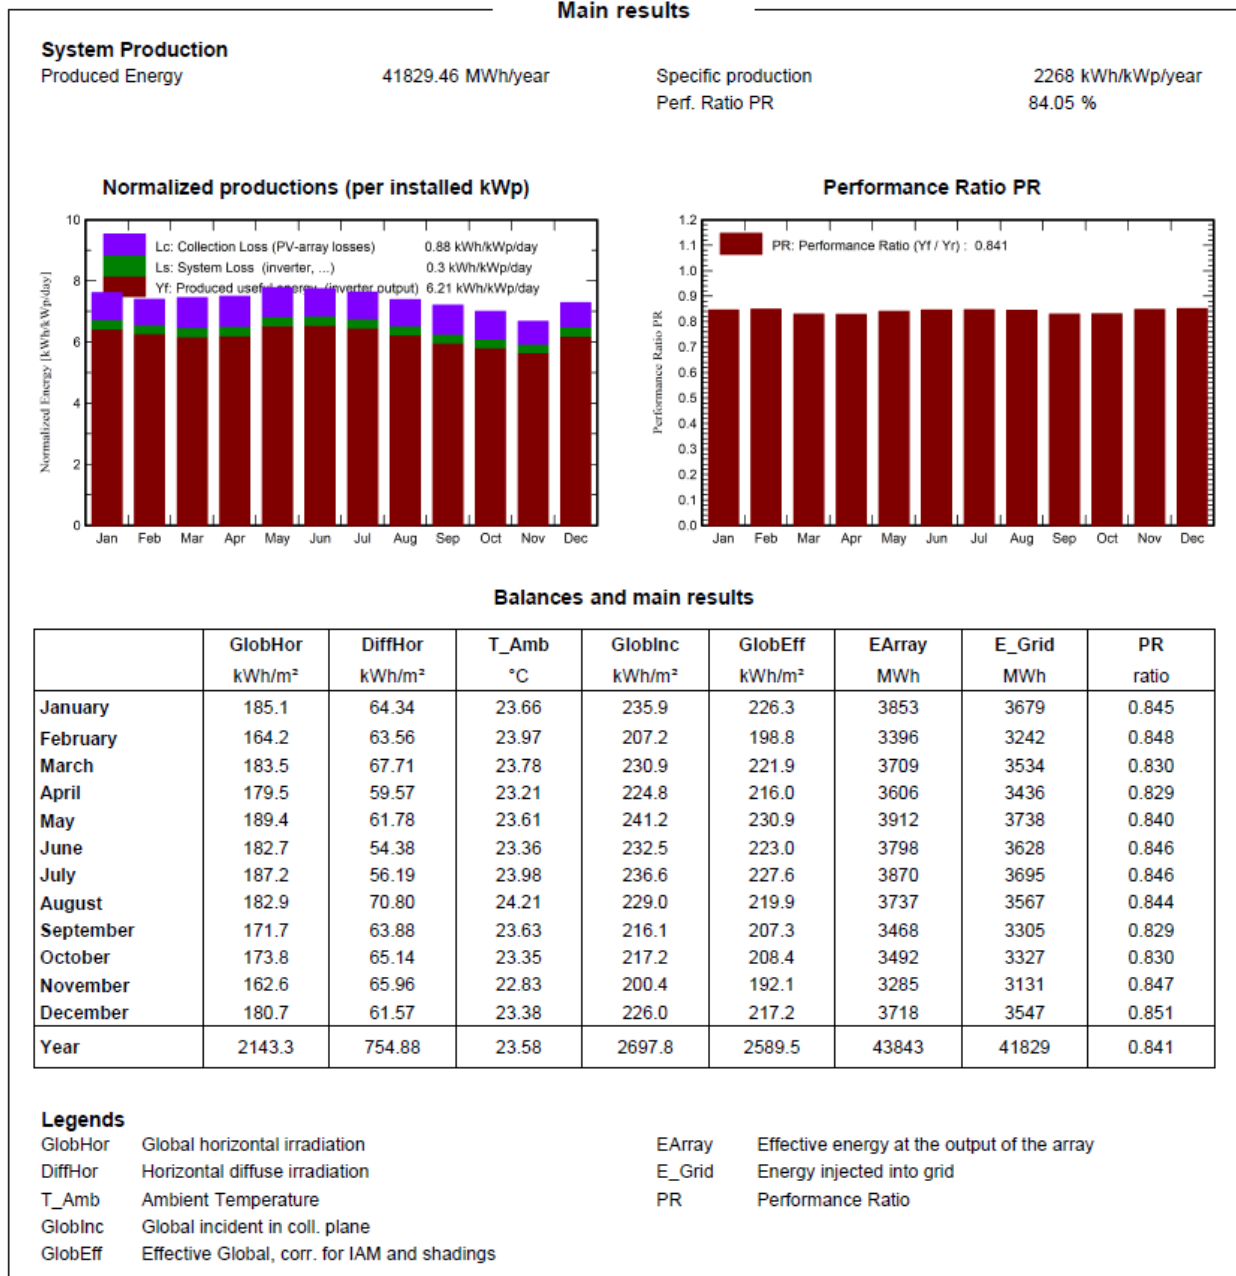 Main results
System Production
Produced Energy 41829.46 MWh/year Specific production 2268 kWh/kWp/year
Perf. Ratio PR 84.05 %
Normalized productions (per installed kWp)
10
8
6
4
2
0
Normalized Energy [kWh/kWp/day]
Lc: Collection Loss (PV-array losses) 0.88 kWh/kWp/day
Ls: System Loss (inverter, ...) 0.3 kWh/kWp/day
Yf: Produced useful energy (inverter output) 6.21 kWh/kWp/day
Jan Feb Mar Apr May Jun Jul Aug Sep Oct Nov Dec
Performance Ratio PR
1.2
1.1
1.0
0.9
0.8
0.7
0.6
0.5
0.4
0.3
0.2
0.1
0.0
Performance Ratio PR
PR: Performance Ratio (Yf / Yr) : 0.841
Jan Feb Mar Apr May Jun Jul Aug Sep Oct Nov Dec
Balances and main results
GlobHor DiffHor T_Amb GlobInc GlobEff EArray E_Grid PR
kWh/m² kWh/m² °C kWh/m² kWh/m² MWh MWh ratio
January 185.1 64.34 23.66 235.9 226.3 3853 3679 0.845
February 164.2 63.56 23.97 207.2 198.8 3396 3242 0.848
March 183.5 67.71 23.78 230.9 221.9 3709 3534 0.830
April 179.5 59.57 23.21 224.8 216.0 3606 3436 0.829
May 189.4 61.78 23.61 241.2 230.9 3912 3738 0.840
June 182.7 54.38 23.36 232.5 223.0 3798 3628 0.846
July 187.2 56.19 23.98 236.6 227.6 3870 3695 0.846
August 182.9 70.80 24.21 229.0 219.9 3737 3567 0.844
September 171.7 63.88 23.63 216.1 207.3 3468 3305 0.829
October 173.8 65.14 23.35 217.2 208.4 3492 3327 0.830
November 162.6 65.96 22.83 200.4 192.1 3285 3131 0.847
December 180.7 61.57 23.38 226.0 217.2 3718 3547 0.851
Year 2143.3 754.88 23.58 2697.8 2589.5 43843 41829 0.841
Legends
GlobHor Global horizontal irradiation
DiffHor Horizontal diffuse irradiation
T_Amb Ambient Temperature
GlobInc Global incident in coll. plane
GlobEff Effective Global, corr. for IAM and shadings
EArray Effective energy at the output of the array
E_Grid Energy injected into grid
PR Performance Ratio